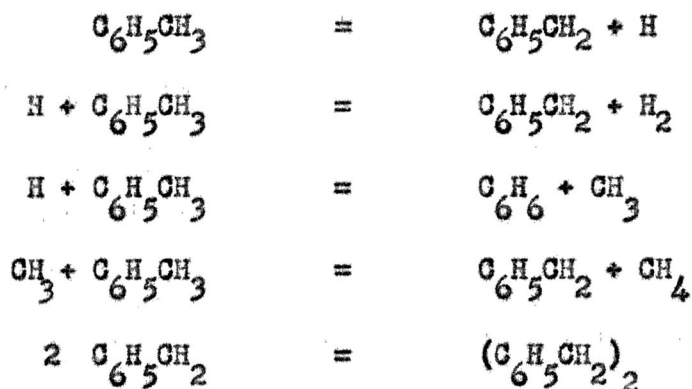 C6H5CH3 = C6H5CH2 + H
H + C6H5CH3 = C6H5CH2 + H2
H + C6H5CH3 = C6H6 + CH3
CH3 + C6H5CH3 = C6H5CH2 + CH4
2 C6H5CH2 = (C6H5CH2)2